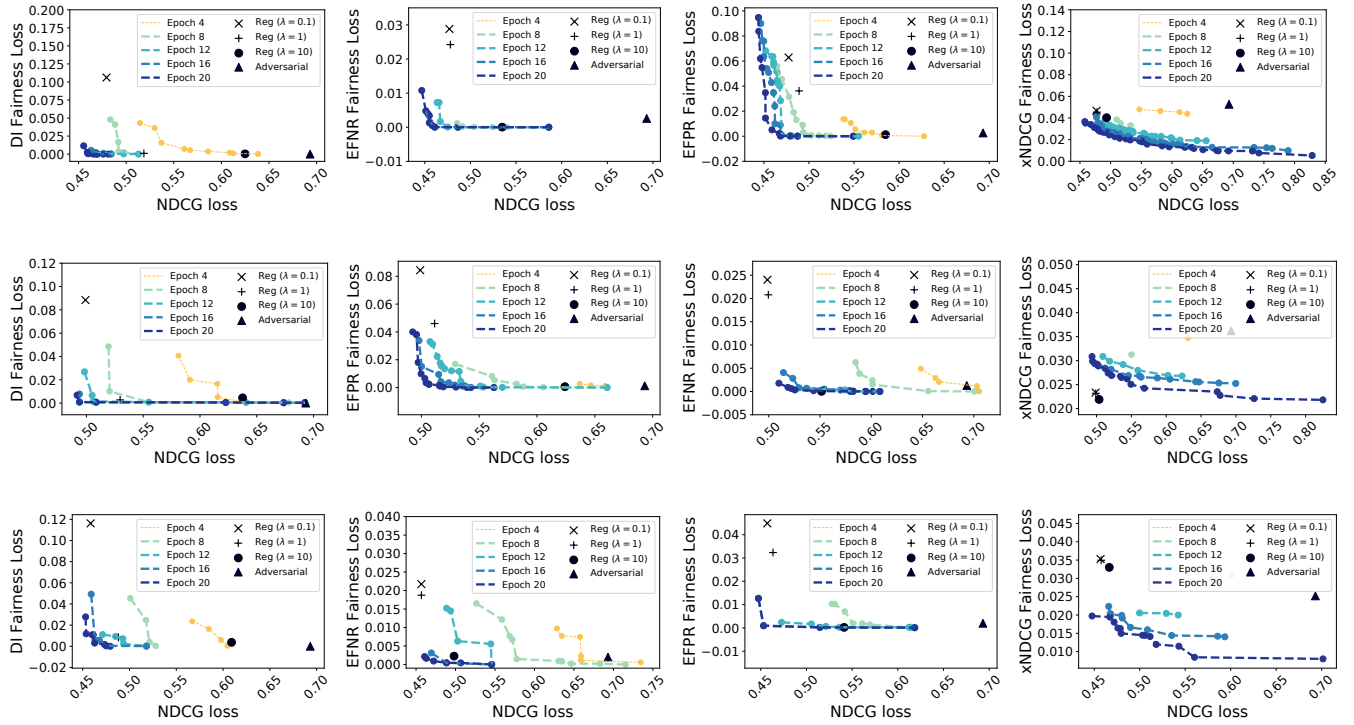 DI Fairness Loss
0.200
0.175
0.150
0.125
0.100
0.075
0.050
0.025
0.000
Epoch 4
Epoch 8
Epoch 12
Epoch 16
Epoch 20
Reg (λ = 0.1)
Reg (λ = 1)
Reg (λ = 10)
Adversarial
0.45 0.50 0.55 0.60 0.65 0.70
NDCG loss
EFNR Fairness Loss
0.03
0.02
0.01
0.00
−0.01
Epoch 4
Epoch 8
Epoch 12
Epoch 16
Epoch 20
Reg (λ = 0.1)
Reg (λ = 1)
Reg (λ = 10)
Adversarial
0.45 0.50 0.55 0.60 0.65 0.70
NDCG loss
EFPR Fairness Loss
0.10
0.08
0.06
0.04
0.02
0.00
−0.02
Epoch 4
Epoch 8
Epoch 12
Epoch 16
Epoch 20
Reg (λ = 0.1)
Reg (λ = 1)
Reg (λ = 10)
Adversarial
0.45 0.50 0.55 0.60 0.65 0.70
NDCG loss
xNDCG Fairness Loss
0.14
0.12
0.10
0.08
0.06
0.04
0.02
0.00
Epoch 4
Epoch 8
Epoch 12
Epoch 16
Epoch 20
Reg (λ = 0.1)
Reg (λ = 1)
Reg (λ = 10)
Adversarial
0.45 0.50 0.55 0.60 0.65 0.70 0.75 0.80 0.85
NDCG loss
DI Fairness Loss
0.12
0.10
0.08
0.06
0.04
0.02
0.00
Epoch 4
Epoch 8
Epoch 12
Epoch 16
Epoch 20
Reg (λ = 0.1)
Reg (λ = 1)
Reg (λ = 10)
Adversarial
0.50 0.55 0.60 0.65 0.70
NDCG loss
EFPR Fairness Loss
0.08
0.06
0.04
0.02
0.00
Epoch 4
Epoch 8
Epoch 12
Epoch 16
Epoch 20
Reg (λ = 0.1)
Reg (λ = 1)
Reg (λ = 10)
Adversarial
0.50 0.55 0.60 0.65 0.70
NDCG loss
EFNR Fairness Loss
0.025
0.020
0.015
0.010
0.005
0.000
−0.005
Epoch 4
Epoch 8
Epoch 12
Epoch 16
Epoch 20
Reg (λ = 0.1)
Reg (λ = 1)
Reg (λ = 10)
Adversarial
0.50 0.55 0.60 0.65 0.70
NDCG loss
xNDCG Fairness Loss
0.050
0.045
0.040
0.035
0.030
0.025
0.020
Epoch 4
Epoch 8
Epoch 12
Epoch 16
Epoch 20
Reg (λ = 0.1)
Reg (λ = 1)
Reg (λ = 10)
Adversarial
0.50 0.55 0.60 0.65 0.70 0.75 0.80
NDCG loss
DI Fairness Loss
0.12
0.10
0.08
0.06
0.04
0.02
0.00
−0.02
Epoch 4
Epoch 8
Epoch 12
Epoch 16
Epoch 20
Reg (λ = 0.1)
Reg (λ = 1)
Reg (λ = 10)
Adversarial
0.45 0.50 0.55 0.60 0.65 0.70
NDCG loss
EFNR Fairness Loss
0.040
0.035
0.030
0.025
0.020
0.015
0.010
0.005
0.000
Epoch 4
Epoch 8
Epoch 12
Epoch 16
Epoch 20
Reg (λ = 0.1)
Reg (λ = 1)
Reg (λ = 10)
Adversarial
0.45 0.50 0.55 0.60 0.65 0.70 0.75
NDCG loss
EFPR Fairness Loss
0.04
0.03
0.02
0.01
0.00
−0.01
Epoch 4
Epoch 8
Epoch 12
Epoch 16
Epoch 20
Reg (λ = 0.1)
Reg (λ = 1)
Reg (λ = 10)
Adversarial
0.45 0.50 0.55 0.60 0.65 0.70
NDCG loss
xNDCG Fairness Loss
0.045
0.040
0.035
0.030
0.025
0.020
0.015
0.010
Epoch 4
Epoch 8
Epoch 12
Epoch 16
Epoch 20
Reg (λ = 0.1)
Reg (λ = 1)
Reg (λ = 10)
Adversarial
0.45 0.50 0.55 0.60 0.65 0.70
NDCG loss